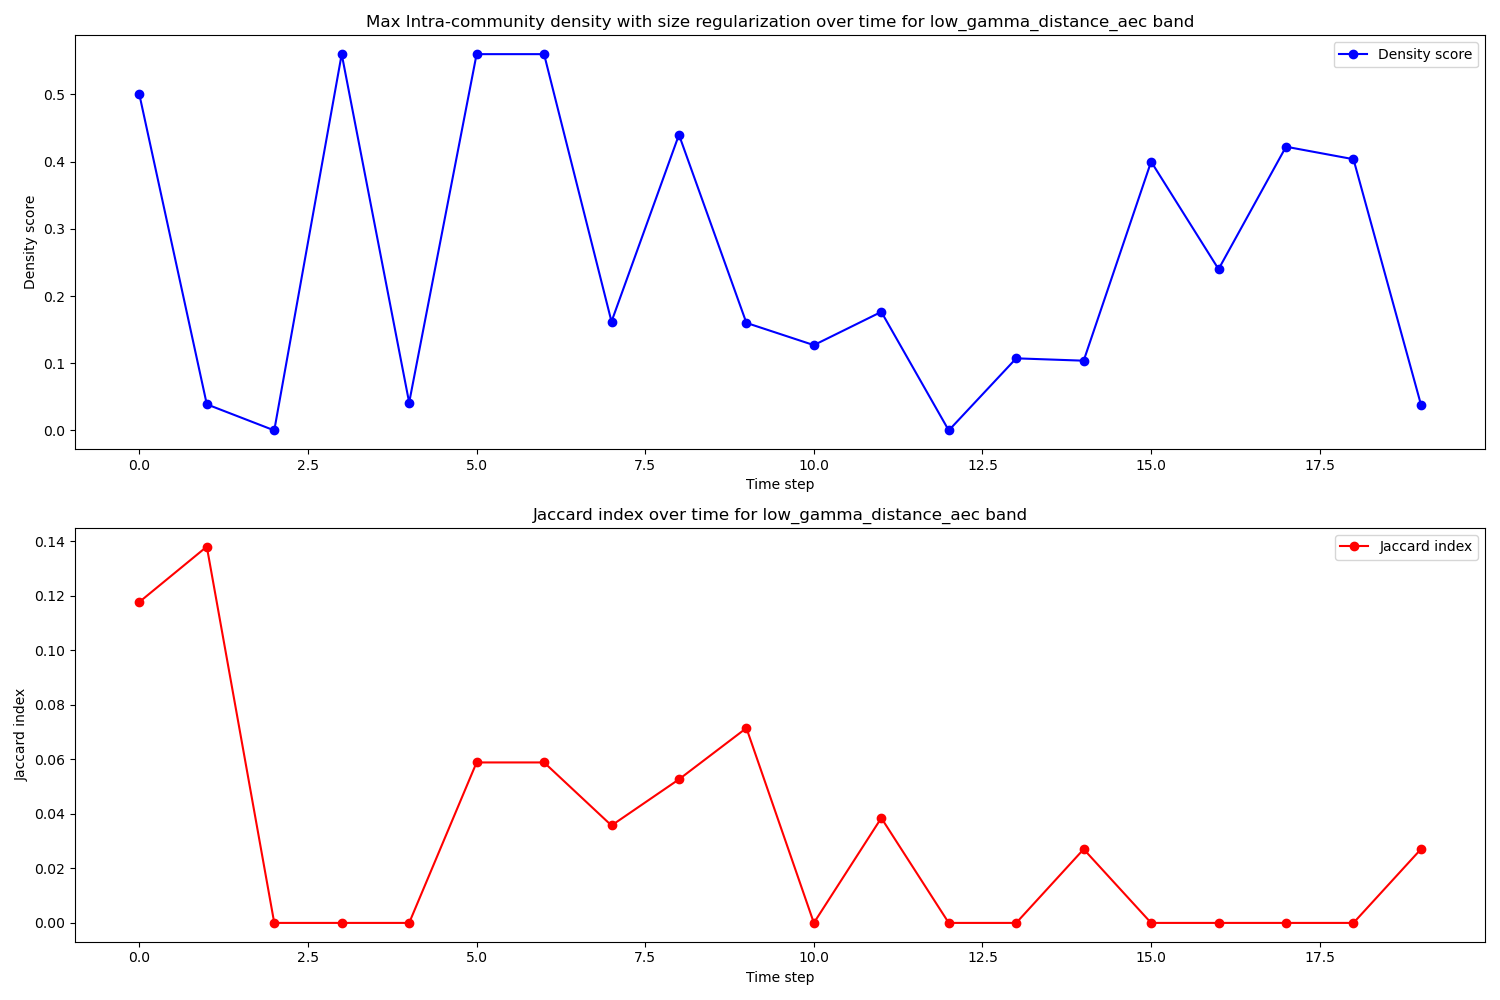 Max Intra-community density with size regularization over time for low_gamma_distance_aec band
Density score
Density score
0.5
0.4
0.3
0.2
0.1
0.0
0.0 2.5 5.0 7.5 10.0 12.5 15.0 17.5
Time step
Jaccard index over time for low_gamma_distance_aec band
Jaccard index
Jaccard index
0.14
0.12
0.10
0.08
0.06
0.04
0.02
0.00
0.0 2.5 5.0 7.5 10.0 12.5 15.0 17.5
Time step